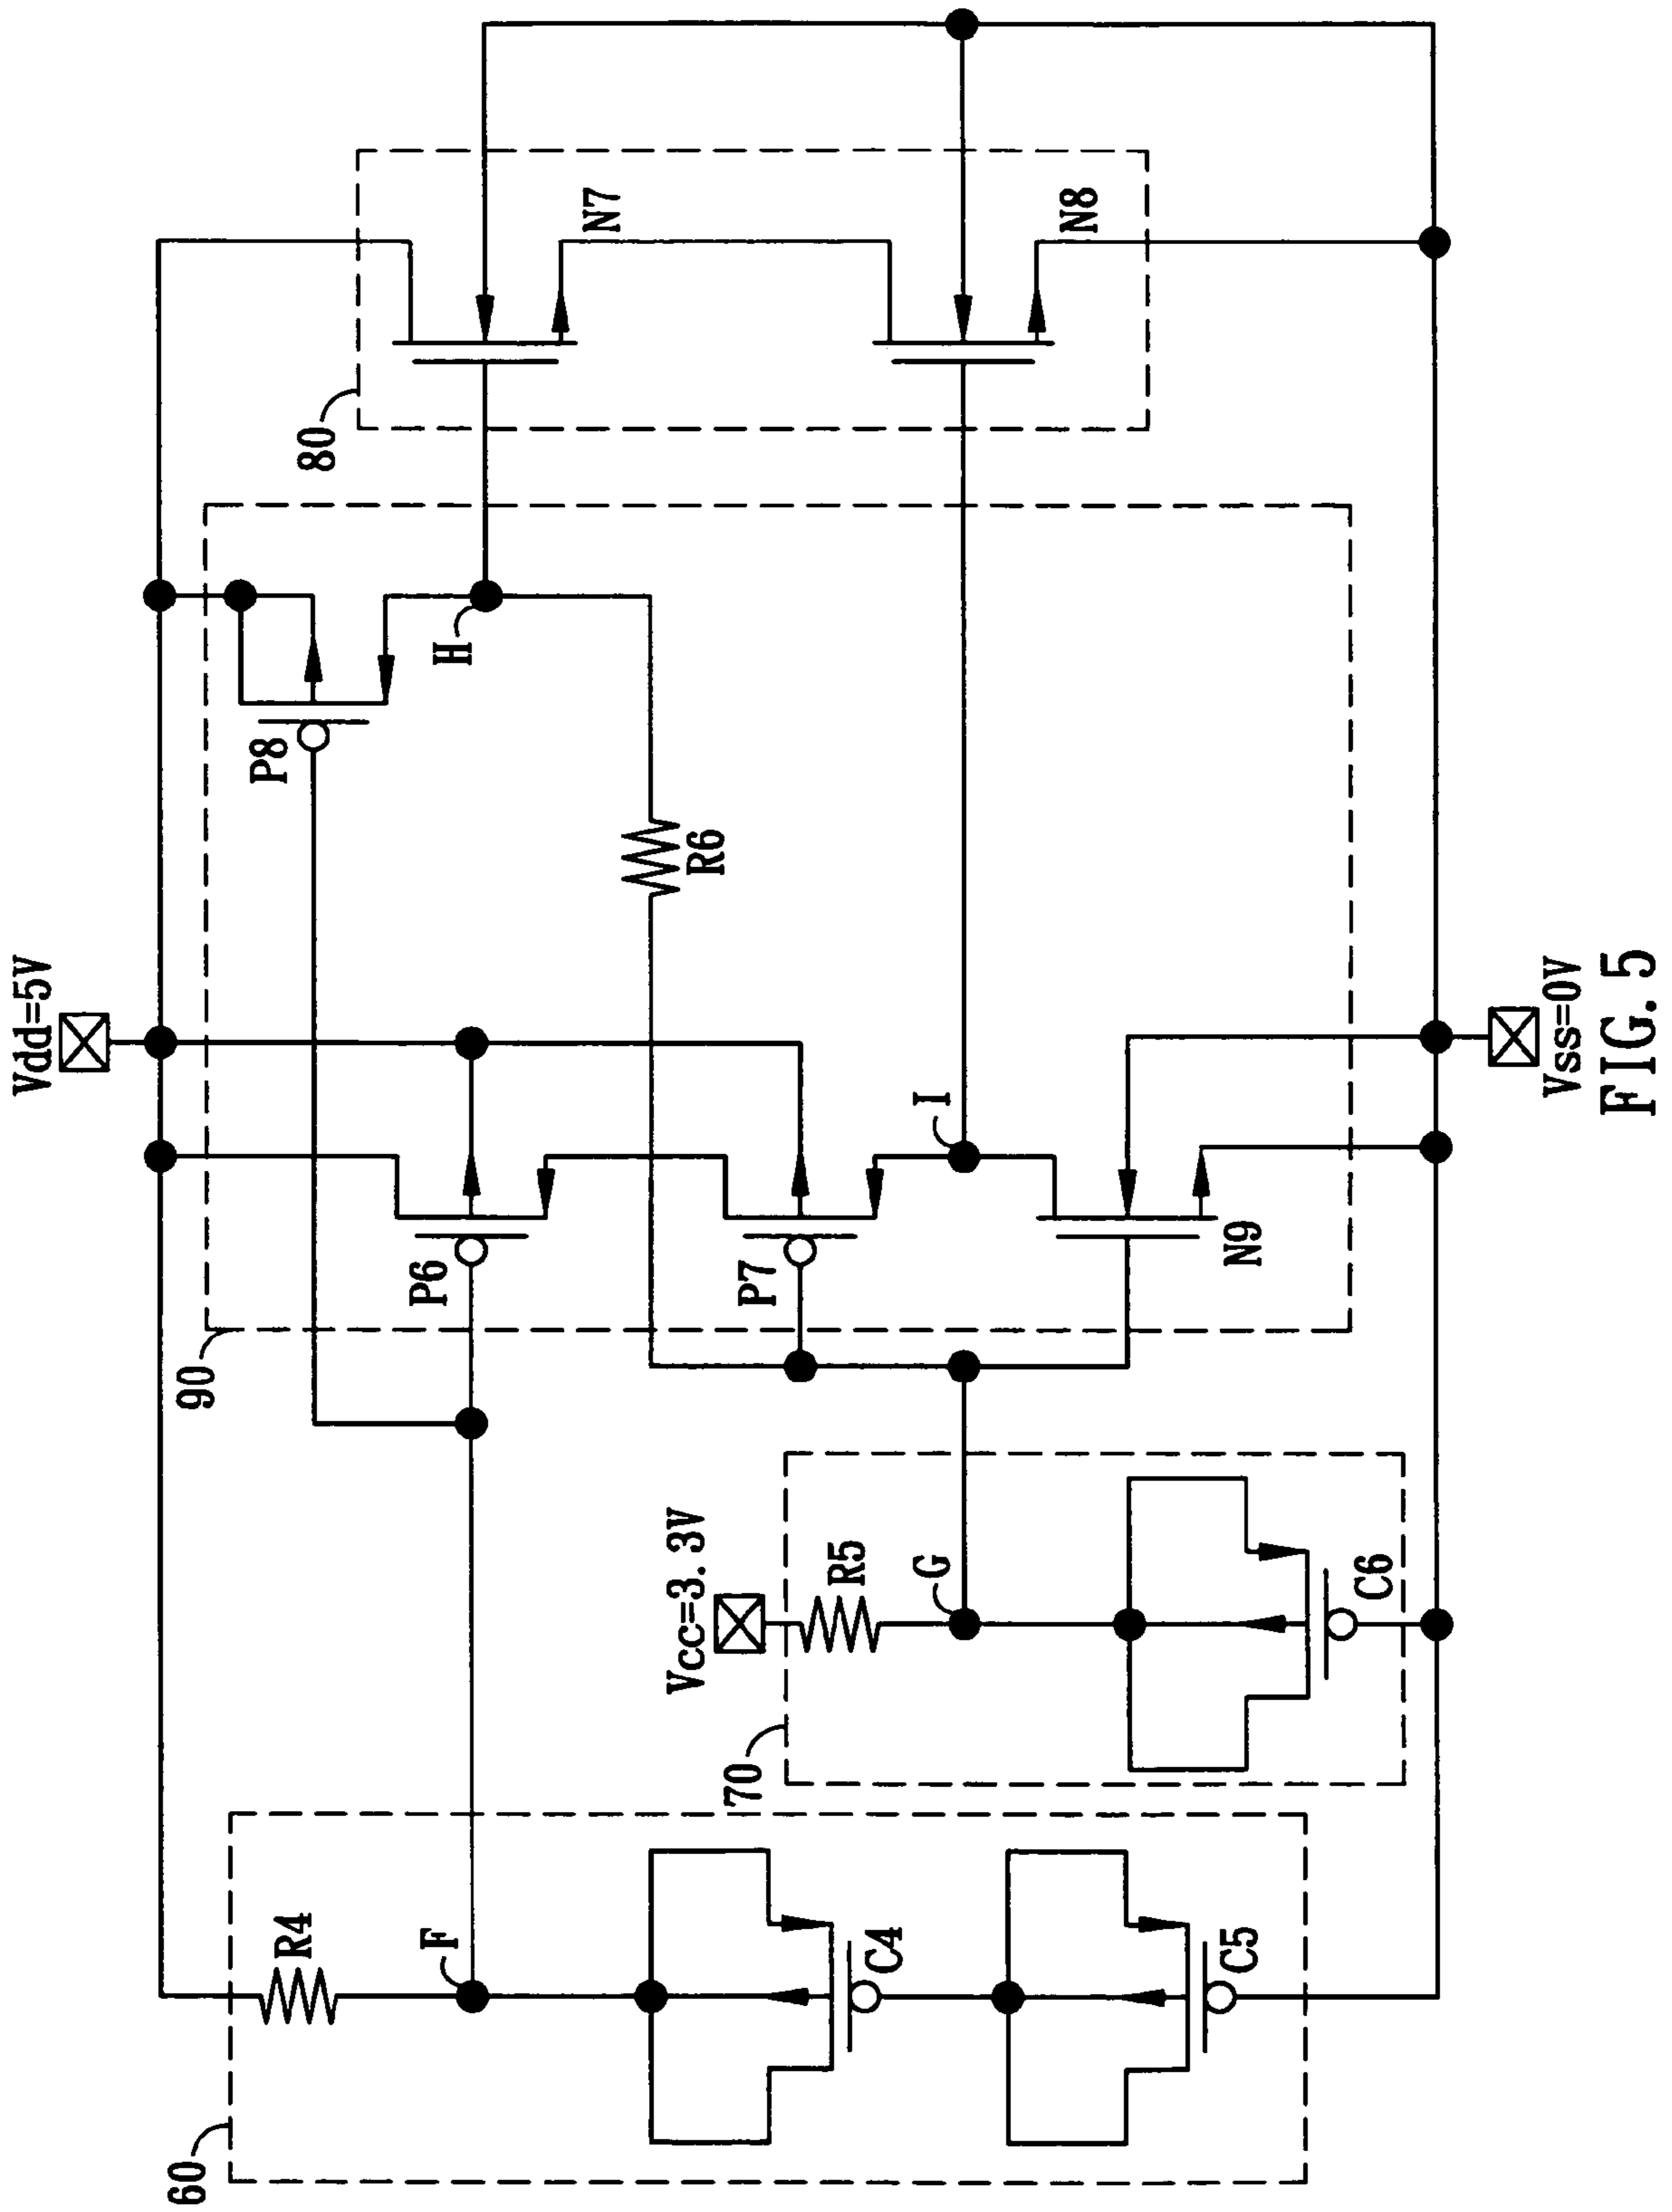 Vdd=5V
80
N7
N8
P8
H
R6
90
P6
P7
I
N9
Vcc=3.3V
R5
G
70
C6
60
R4
F
C4
C5
Vss=0V
FIG.5